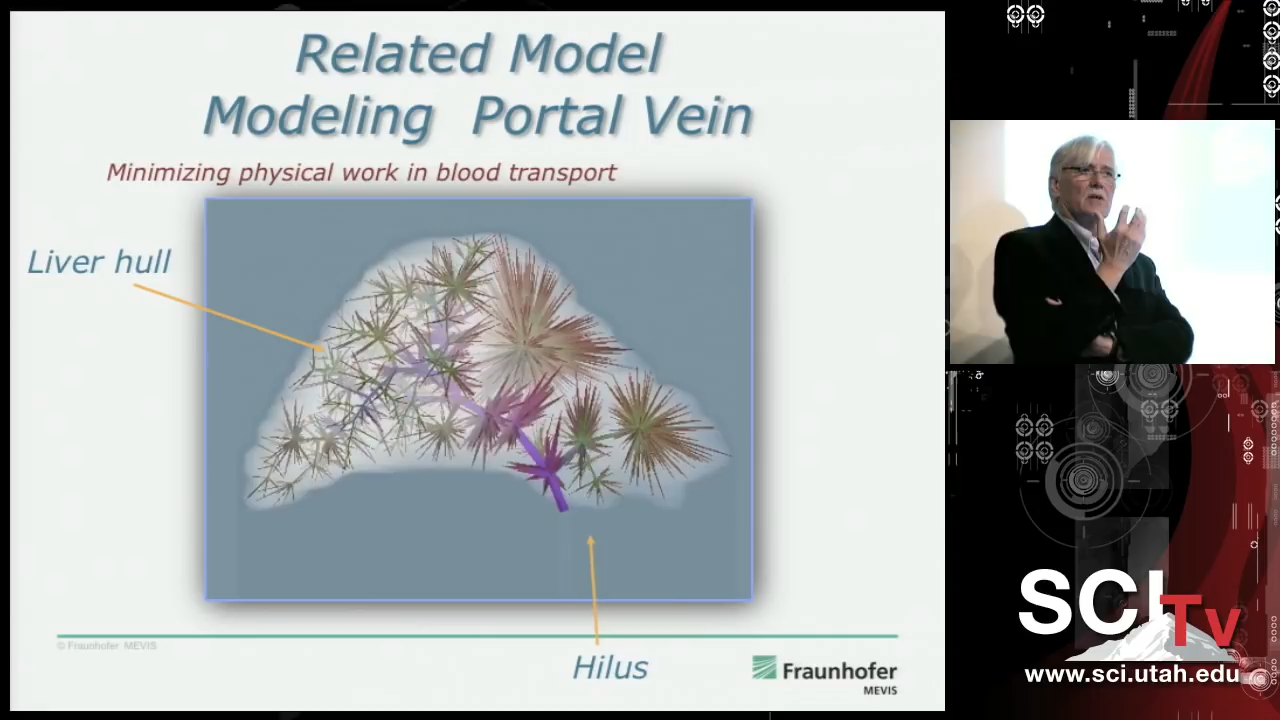 Related Model
Modeling Portal Vein
Minimizing physical work in blood transport
Liver hull
© Fraunhofer MEVIS
Hilus
Fraunhofer
MEVIS
SCI
Tv
www.sci.utah.edu